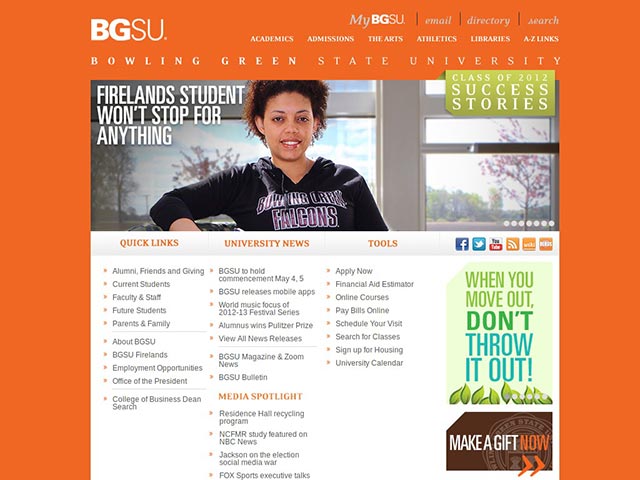 BGSU®
My BGSU.
email
directory
search
ACADEMICS ADMISSIONS THE ARTS ATHLETICS LIBRARIES A-Z LINKS
BOWLING GREEN STATE UNIVERSITY
FIRELANDS STUDENT
WON'T STOP FOR
ANYTHING
CLASS OF 2012
SUCCESS
STORIES
BOWLING GREEN
FALCONS
QUICK LINKS
Alumni, Friends and Giving
Current Students
Faculty & Staff
Future Students
Parents & Family
About BGSU
BGSU Firelands
Employment Opportunities
Office of the President
College of Business Dean
Search
UNIVERSITY NEWS
BGSU to hold
commencement May 4, 5
BGSU releases mobile apps
World music focus of
2012-13 Festival Series
Alumnus wins Pulitzer Prize
View All News Releases
BGSU Magazine & Zoom
News
BGSU Bulletin
MEDIA SPOTLIGHT
Residence Hall recycling
program
NCFMR study featured on
NBC News
Jackson on the election
social media war
FOX Sports executive talks
TOOLS
Apply Now
Financial Aid Estimator
Online Courses
Pay Bills Online
Schedule Your Visit
Search for Classes
Sign up for Housing
University Calendar
You
Tube
WHEN YOU
MOVE OUT,
DON'T
THROW
IT OUT!
MAKE A GIFT NOW